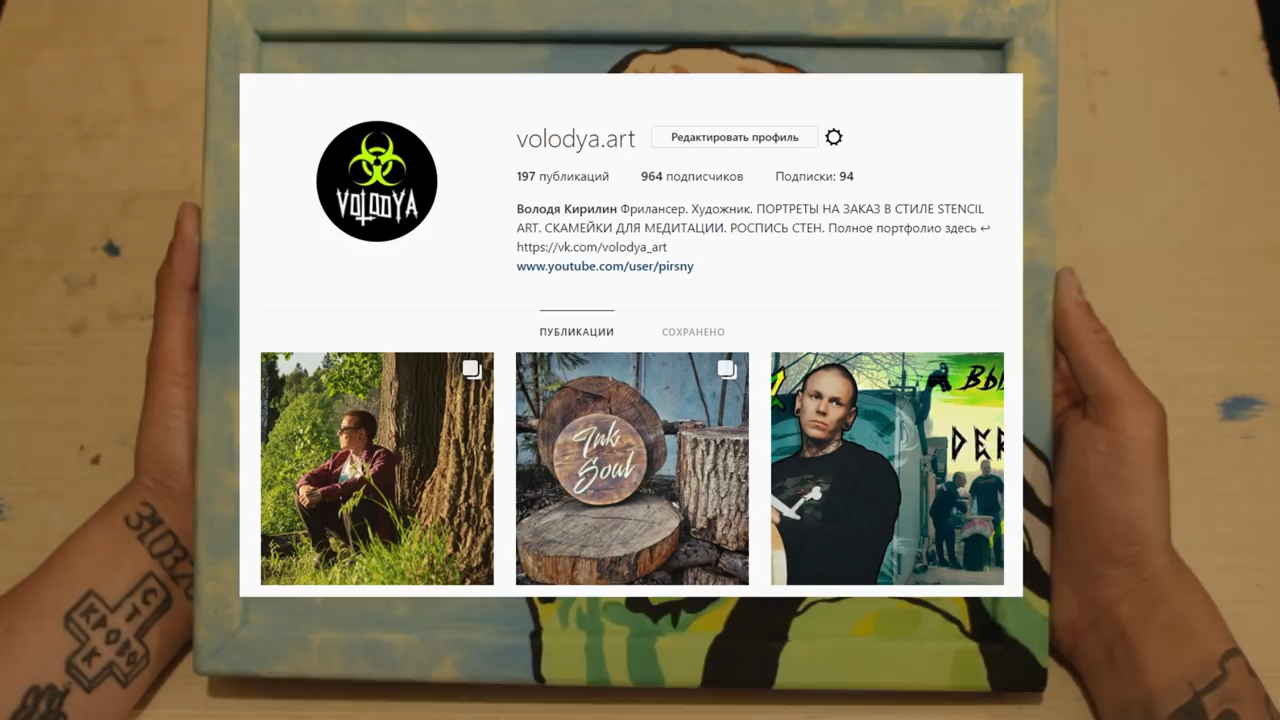 volodya.art Редактировать профиль
197 публикаций 964 подписчиков Подписки: 94
VOLODYA
Володя Кирилин Фрилансер. Художник. ПОРТРЕТЫ НА ЗАКАЗ В СТИЛЕ STENCIL
ART. СКАМЕЙКИ ДЛЯ МЕДИТАЦИИ. РОСПИСЬ СТЕН. Полное портфолио здесь ↩
https://vk.com/volodya_art
www.youtube.com/user/pirsny
ПУБЛИКАЦИИ СОХРАНЕНО
Ink
Soul